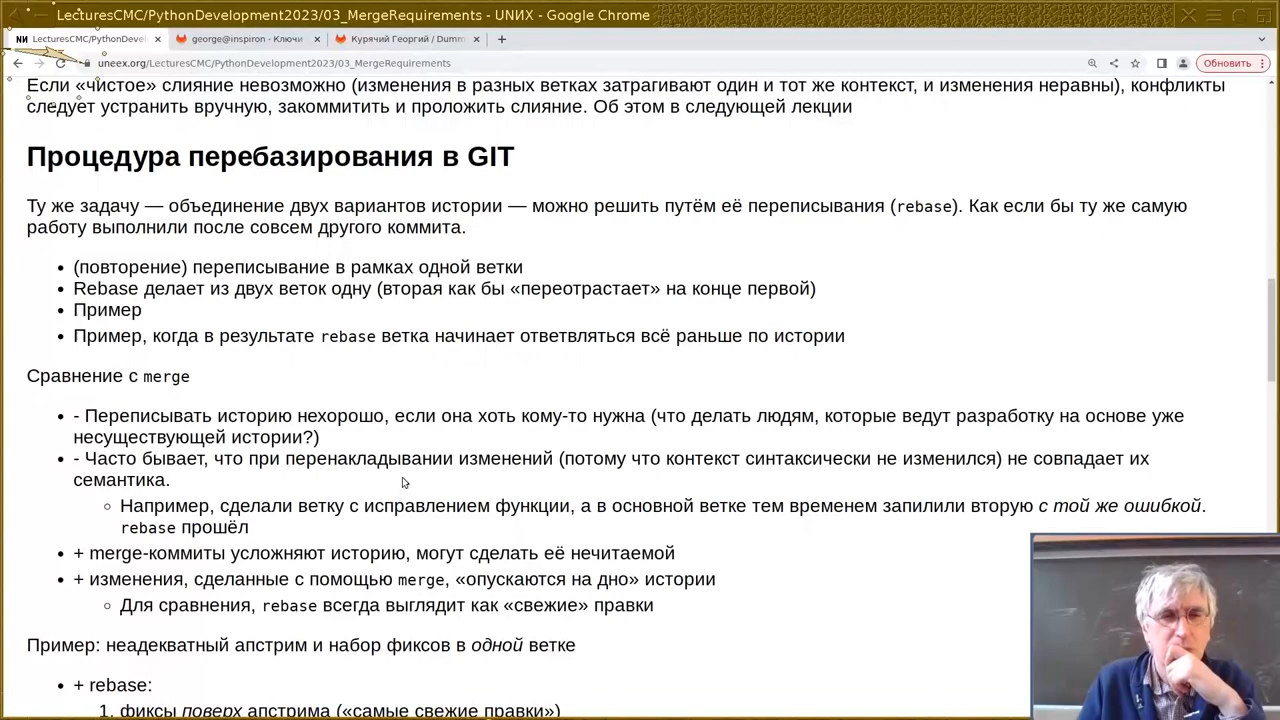 LecturesCMC/PythonDevelopment2023/03_MergeRequirements - UNИX - Google Chrome
NИ LecturesCMC/PythonDevel
george@inspiron · Ключи
Курячий Георгий / Dumm
uneex.org/LecturesCMC/PythonDevelopment2023/03_MergeRequirements
Обновить
Если «чистое» слияние невозможно (изменения в разных ветках затрагивают один и тот же контекст, и изменения неравны), конфликты
следует устранить вручную, закоммитить и проложить слияние. Об этом в следующей лекции
Процедура перебазирования в GIT
Ту же задачу — объединение двух вариантов истории — можно решить путём её переписывания (rebase). Как если бы ту же самую
работу выполнили после совсем другого коммита.
• (повторение) переписывание в рамках одной ветки
• Rebase делает из двух веток одну (вторая как бы «переотрастает» на конце первой)
• Пример
• Пример, когда в результате rebase ветка начинает ответвляться всё раньше по истории
Сравнение с merge
• - Переписывать историю нехорошо, если она хоть кому-то нужна (что делать людям, которые ведут разработку на основе уже
несуществующей истории?)
• - Часто бывает, что при перенакладывании изменений (потому что контекст синтаксически не изменился) не совпадает их
семантика.
◦ Например, сделали ветку с исправлением функции, а в основной ветке тем временем запилили вторую с той же ошибкой.
rebase прошёл
• + merge-коммиты усложняют историю, могут сделать её нечитаемой
• + изменения, сделанные с помощью merge, «опускаются на дно» истории
◦ Для сравнения, rebase всегда выглядит как «свежие» правки
Пример: неадекватный апстрим и набор фиксов в одной ветке
• + rebase:
1. фиксы поверх апстрима («самые свежие правки»)